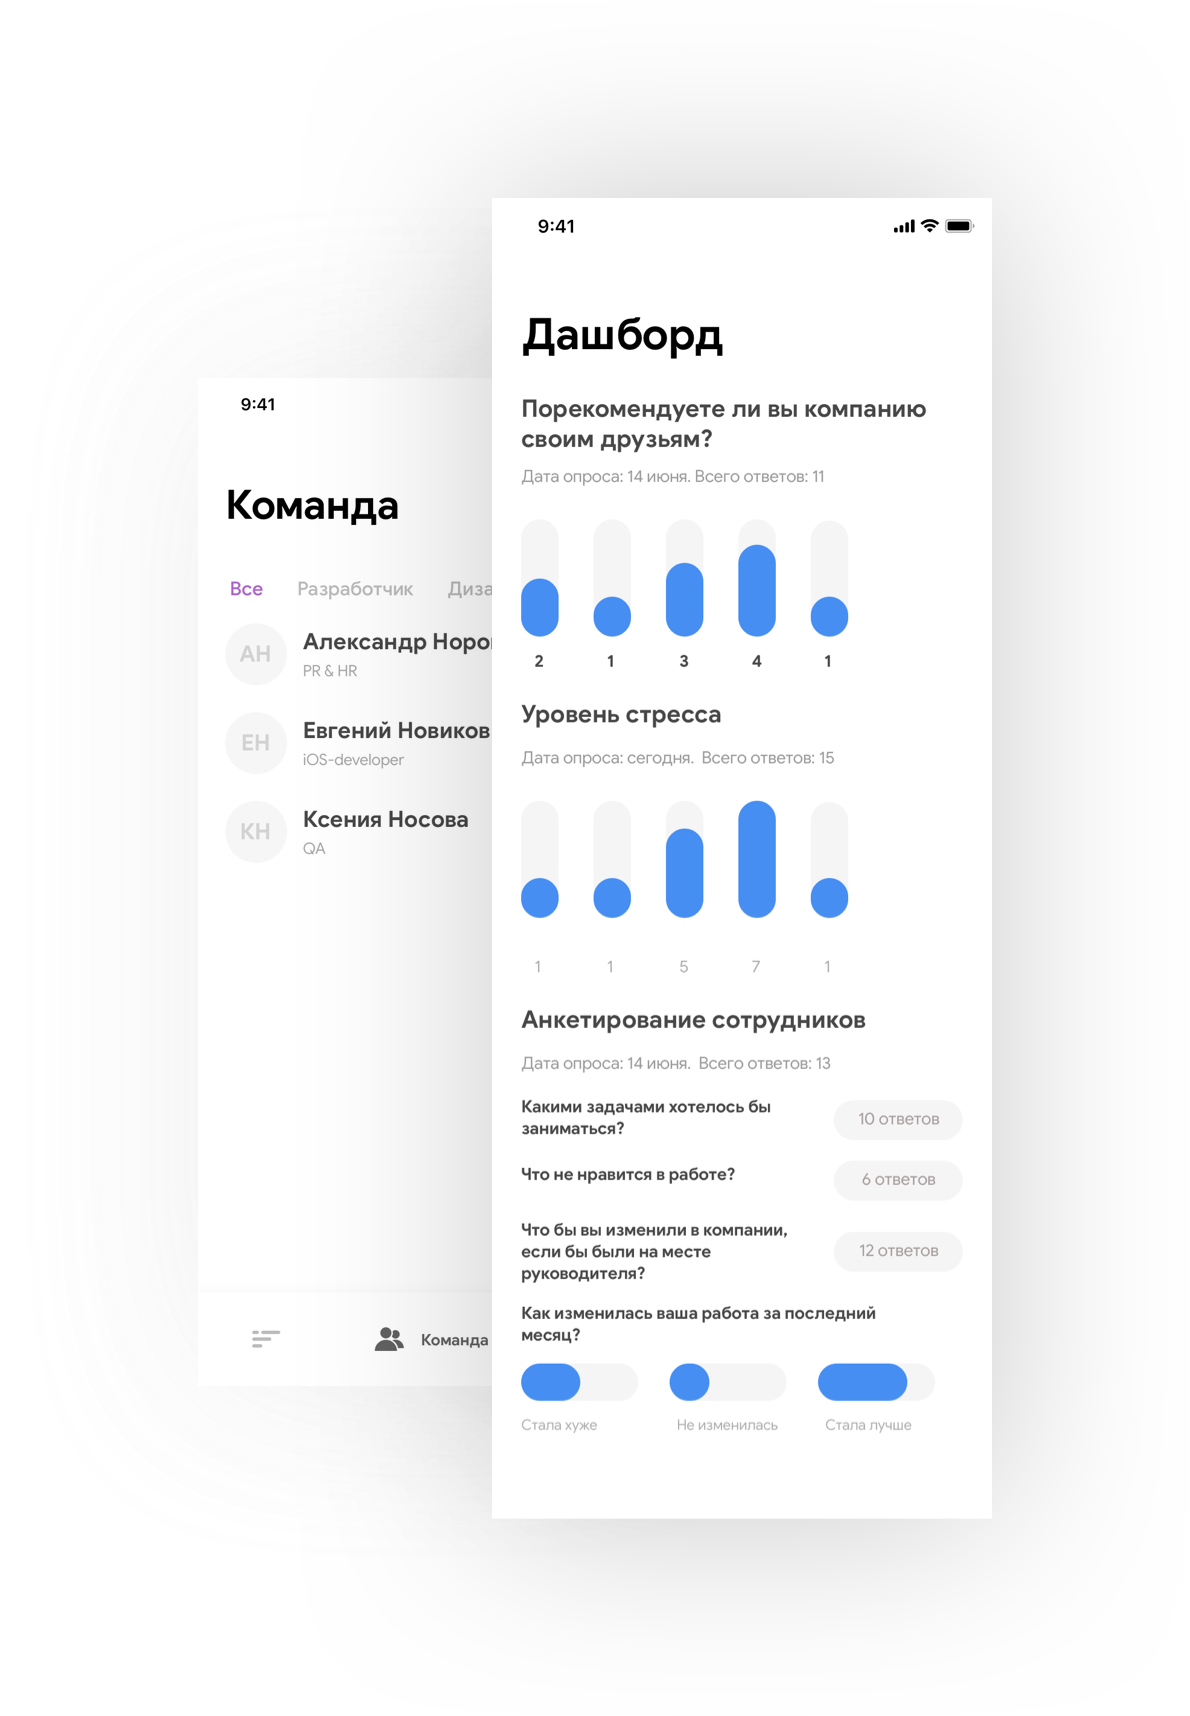 9:41
Команда
Все Разработчик
АН
Александр
PR & HR
ЕН
Евгений Новиков
iOS-developer
КН
Ксения Носова
QA
Команда
9:41
Дашборд
Порекомендуете ли вы компанию
своим друзьям?
Дата опроса: 14 июня. Всего ответов: 11
2 1 3 4 1
Уровень стресса
Дата опроса: сегодня. Всего ответов: 15
1 1 5 7 1
Анкетирование сотрудников
Дата опроса: 14 июня. Всего ответов: 13
Какими задачами хотелось бы
заниматься?
10 ответов
Что не нравится в работе?
6 ответов
Что бы вы изменили в компании,
если бы были на месте
руководителя?
12 ответов
Как изменилась ваша работа за последний
месяц?
Стала хуже Не изменилась Стала лучше